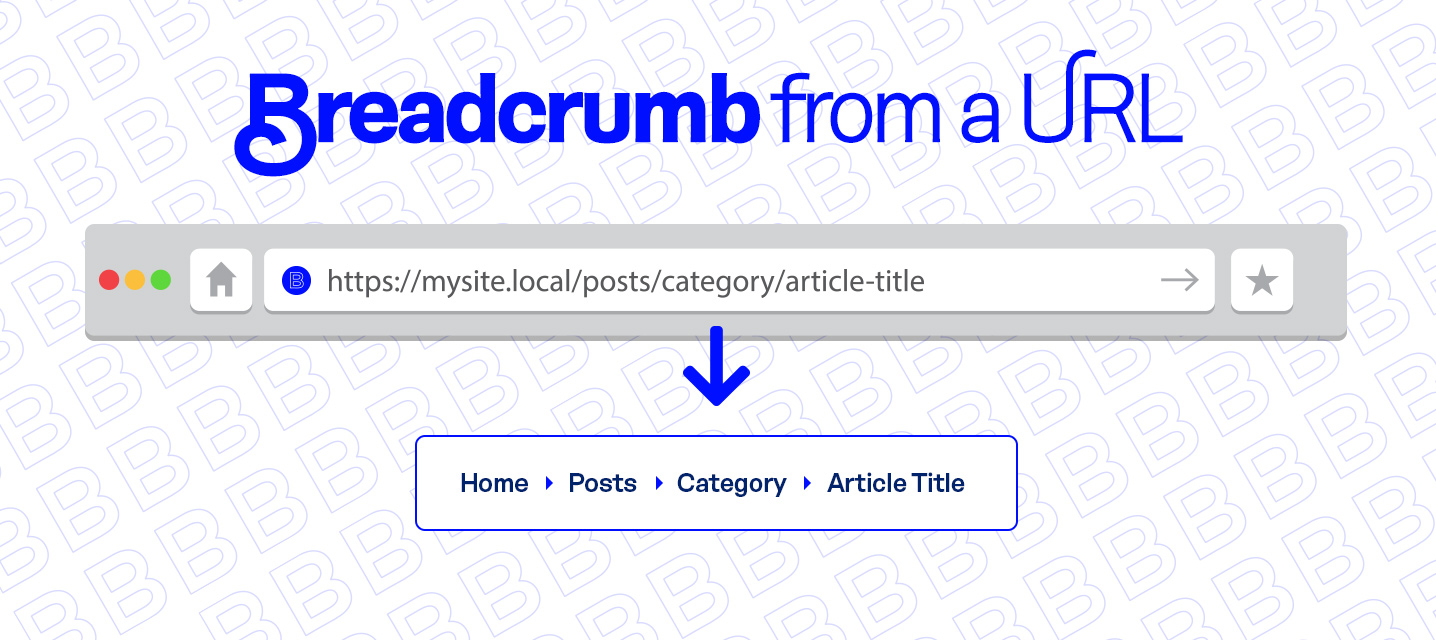 Breadcrumb from a URL
B https://mysite.local/posts/category/article-title
Home Posts Category Article Title